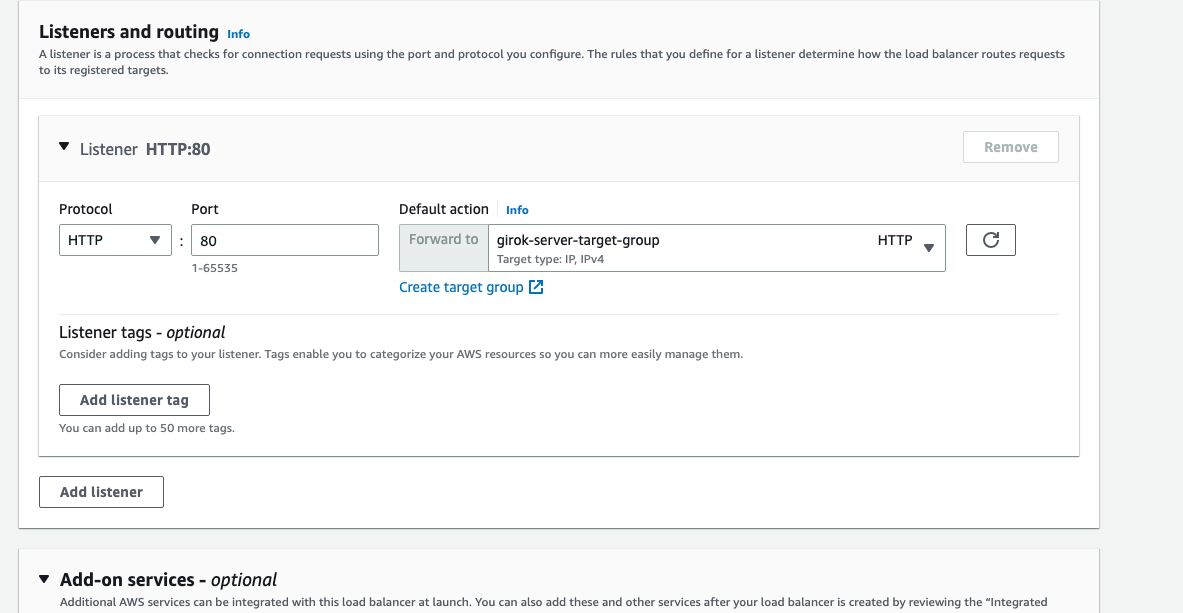 Listeners and routing Info
A listener is a process that checks for connection requests using the port and protocol you configure. The rules that you define for a listener determine how the load balancer routes requests
to its registered targets.
Listener HTTP:80
Remove
Protocol
Port
Default action Info
HTTP
:
80
Forward to
girok-server-target-group
HTTP
Target type: IP, IPv4
1-65535
Create target group
Listener tags - optional
Consider adding tags to your listener. Tags enable you to categorize your AWS resources so you can more easily manage them.
Add listener tag
You can add up to 50 more tags.
Add listener
Add-on services - optional
Additional AWS services can be integrated with this load balancer at launch. You can also add these and other services after your load balancer is created by reviewing the “Integrated